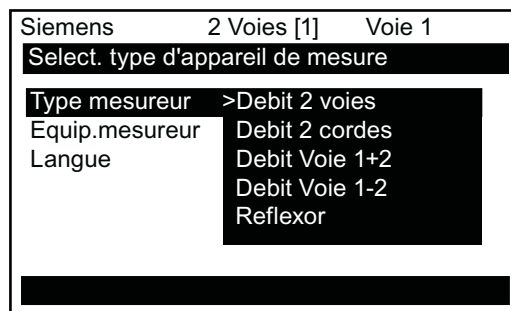 Siemens 2 Voies [1] Voie 1
Select. type d'appareil de mesure
Type mesureur >Debit 2 voies
Equip.mesureur Debit 2 cordes
Langue Debit Voie 1+2
Debit Voie 1-2
Reflexor